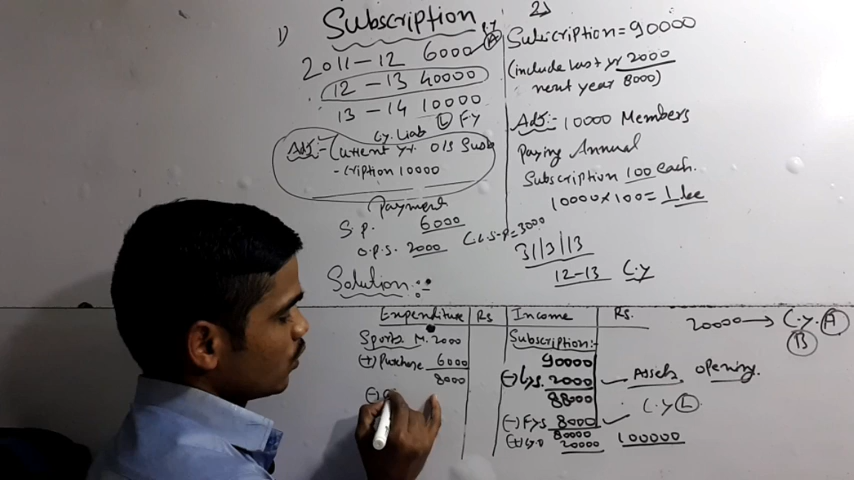 Subscription
1)
2011-12 6000 C.Y (A)
12-13 40000
13-14 10000
(L) F.Y
Cy. Liab
Adj:- Current yr. O/S Sub
-cription 10000
Payment
S.P. 6000
O.P.S. 2000 C.L.S-P=3000
Solution:-
2)
Subscription=90000
(include last yr 2000
next year 8000)
Adj:- 10000 Members
Paying Annual
Subscription 100 each.
10000×100=1 lac
31/3/13
12-13 C.Y
Expenditure Rs Income Rs.
Sports M. 2000
(+) Purchase 6000
8000
(-)
Subscription:-
90000
(-) L.y.S. 2000 Assets opening.
88000
(-) F.y.S 8000 C.Y (L)
80000
20000 100000
20000→ C.Y. (A)
(B)